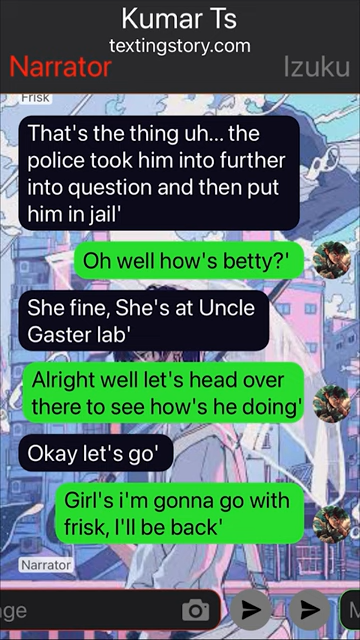 Kumar Ts
textingstory.com
Narrator Izuku
Frisk
That's the thing uh... the
police took him into further
into question and then put
him in jail'
Oh well how's betty?'
She fine, She's at Uncle
Gaster lab'
Alright well let's head over
there to see how's he doing'
Okay let's go'
Girl's i'm gonna go with
frisk, I'll be back'
Narrator
ge M